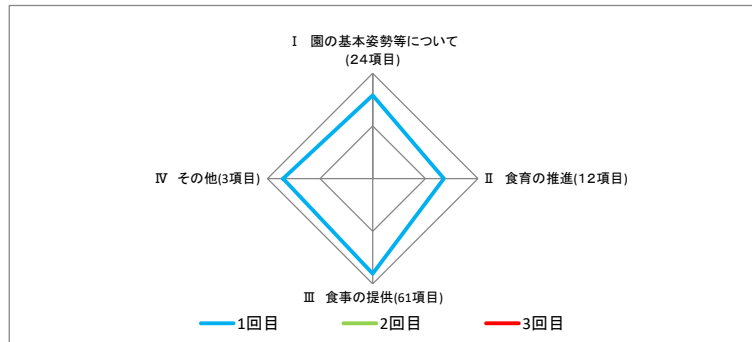 Ⅰ　園の基本姿勢等について
(24項目)
Ⅳ　その他(3項目)
Ⅱ　食育の推進(12項目)
Ⅲ　食事の提供(61項目)
1回目
2回目
3回目